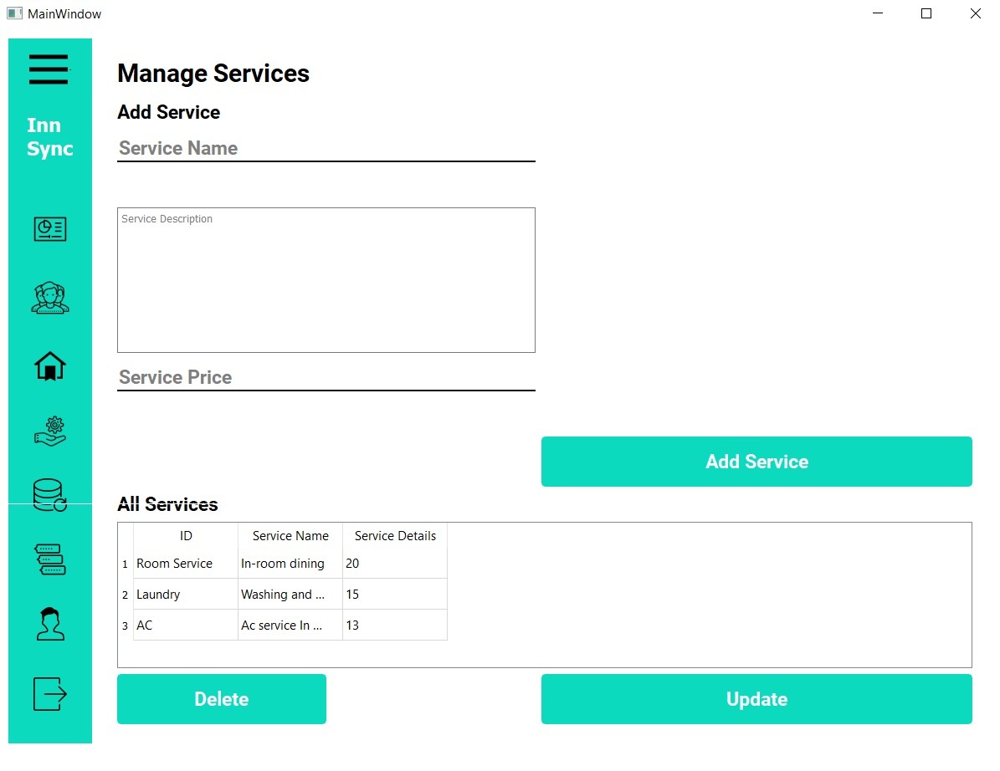 MainWindow
Inn
Sync
Manage Services
Add Service
Service Name
Service Description
Service Price
Add Service
All Services
ID Service Name Service Details
1 Room Service In-room dining 20
2 Laundry Washing and ... 15
3 AC Ac service In ... 13
Delete Update